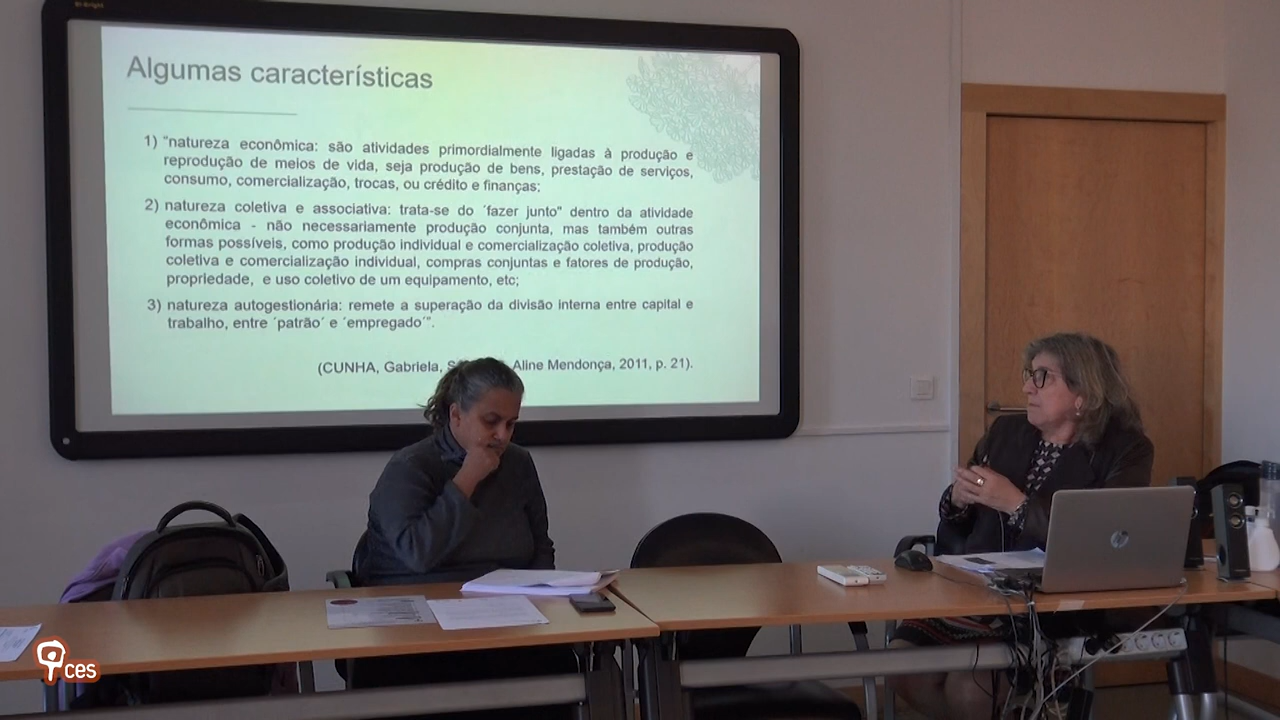 Algumas características
1) "natureza econômica: são atividades primordialmente ligadas à produção e
reprodução de meios de vida, seja produção de bens, prestação de serviços,
consumo, comercialização, trocas, ou crédito e finanças;
2) natureza coletiva e associativa: trata-se do ´fazer junto" dentro da atividade
econômica - não necessariamente produção conjunta, mas também outras
formas possíveis, como produção individual e comercialização coletiva, produção
coletiva e comercialização individual, compras conjuntas e fatores de produção,
propriedade, e uso coletivo de um equipamento, etc;
3) natureza autogestionária: remete a superação da divisão interna entre capital e
trabalho, entre ´patrão´ e ´empregado´".
(CUNHA, Gabriela, Aline Mendonça, 2011, p. 21).
hp
ces